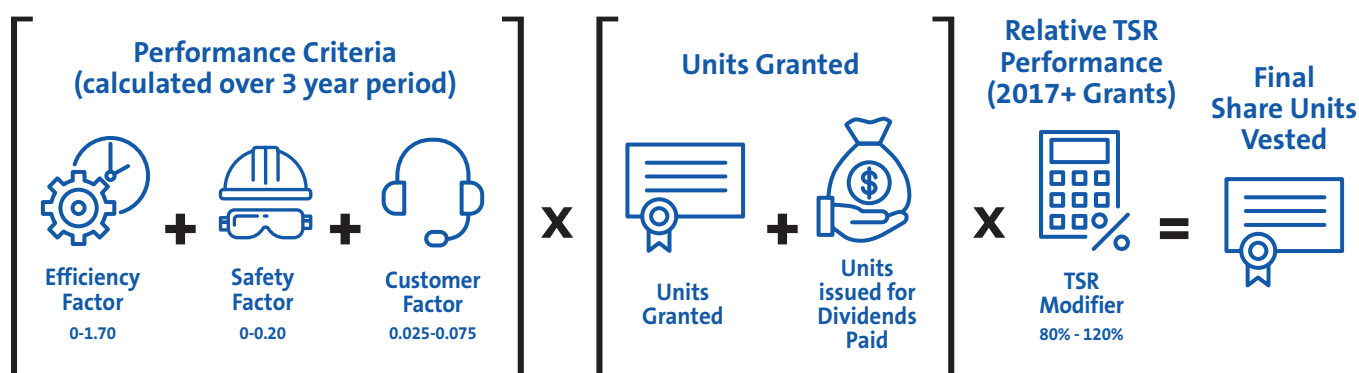 Performance Criteria
(calculated over 3 year period)
Efficiency
Factor
0-1.70
+
Safety
Factor
0-0.20
+
Customer
Factor
0.025-0.075
x
Units Granted
Units
Granted
+
$
Units
issued for
Dividends
Paid
x
Relative TSR
Performance
(2017+ Grants)
%
TSR
Modifier
80% - 120%
=
Final
Share Units
Vested